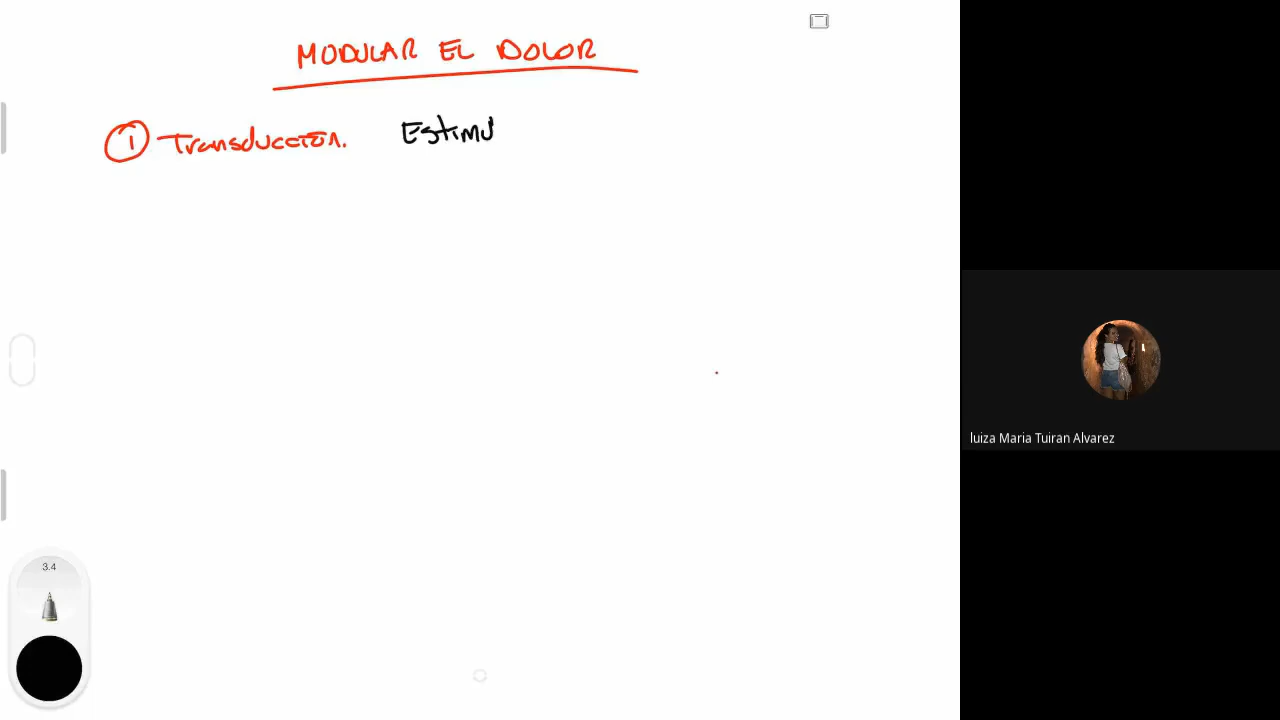 MODULAR EL DOLOR
① Transducción. Estimu
luiza Maria Tuiran Alvarez
3.4